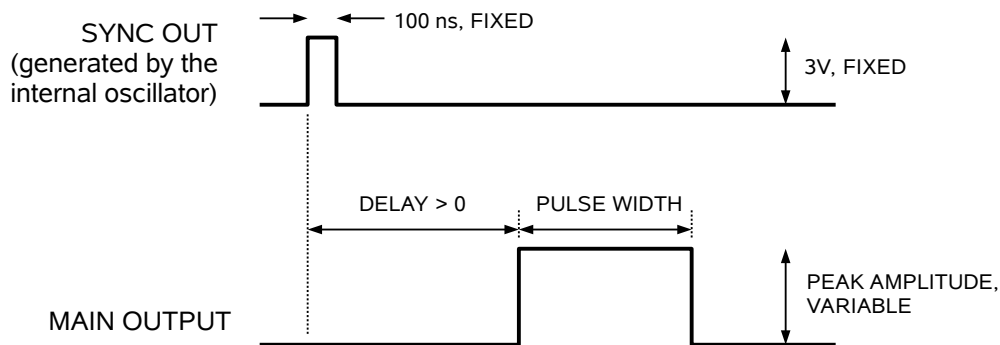 100 ns, FIXED
SYNC OUT
(generated by the
internal oscillator)
3V, FIXED
DELAY > 0
PULSE WIDTH
PEAK AMPLITUDE,
VARIABLE
MAIN OUTPUT